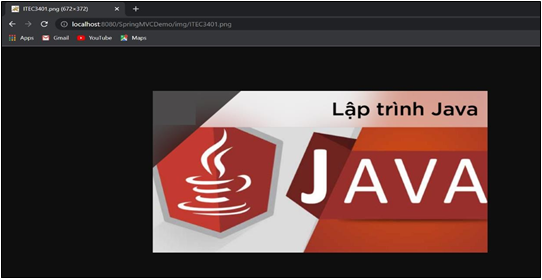 ITEC3401.png (672×372)
localhost:8080/SpringMVCDemo/img/ITEC3401.png
Apps Gmail YouTube Maps
Lập trình Java
JAVA